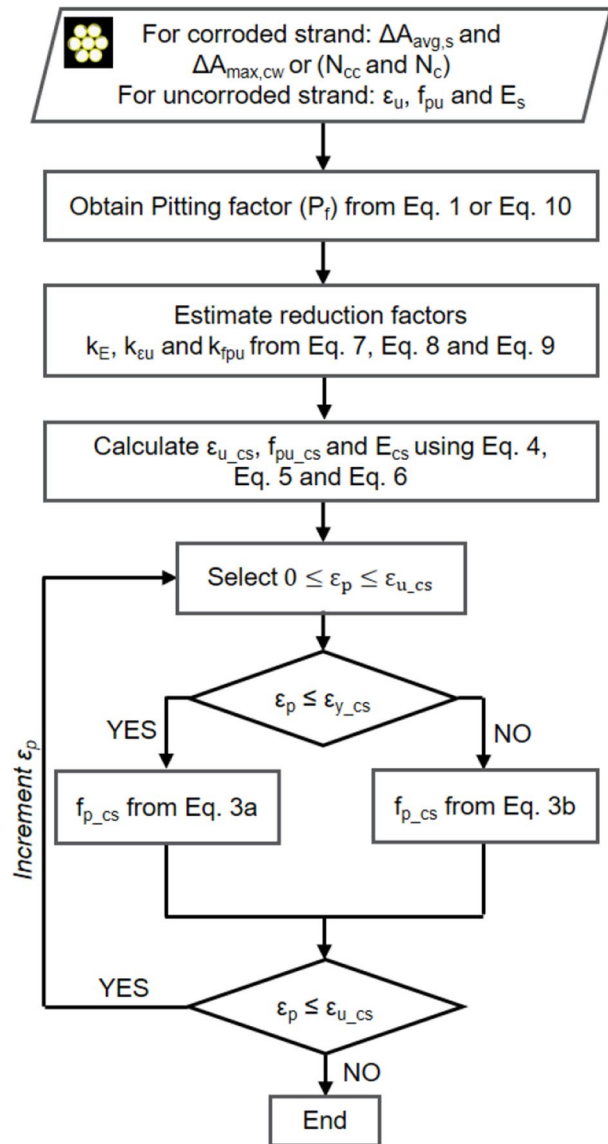 For corroded strand: ΔA_avg,s and
ΔA_max,cw or (N_cc and N_c)
For uncorroded strand: ε_u, f_pu and E_s
Obtain Pitting factor (P_f) from Eq. 1 or Eq. 10
Estimate reduction factors
k_E, k_εu and k_fpu from Eq. 7, Eq. 8 and Eq. 9
Calculate ε_u_cs, f_pu_cs and E_cs using Eq. 4,
Eq. 5 and Eq. 6
Select 0 ≤ ε_p ≤ ε_u_cs
ε_p ≤ ε_y_cs
YES
NO
f_p_cs from Eq. 3a
f_p_cs from Eq. 3b
Increment ε_p
ε_p ≤ ε_u_cs
YES
NO
End